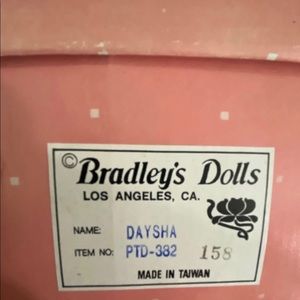 © Bradley's Dolls
LOS ANGELES, CA.
NAME: DAYSHA
ITEM NO: PTD-382 158
MADE IN TAIWAN